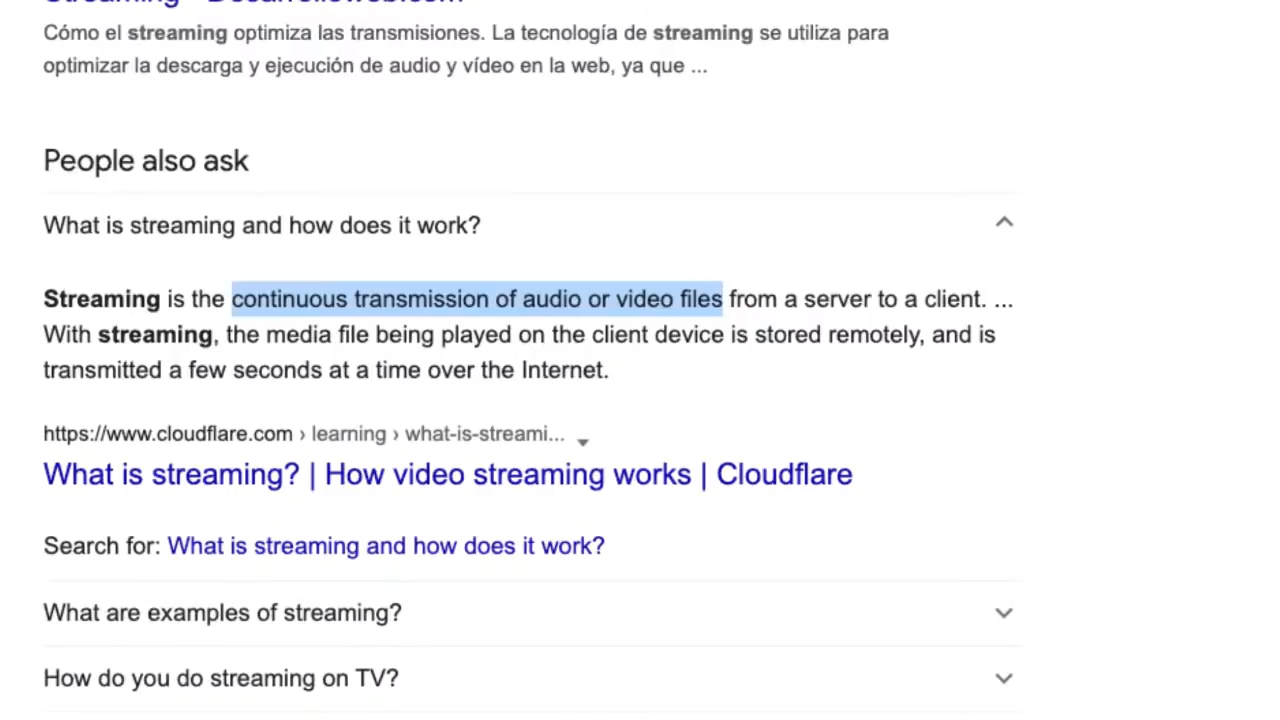 Streaming - Desarrolloweb.com
Cómo el streaming optimiza las transmisiones. La tecnología de streaming se utiliza para
optimizar la descarga y ejecución de audio y vídeo en la web, ya que ...
People also ask
What is streaming and how does it work?
Streaming is the continuous transmission of audio or video files from a server to a client. ...
With streaming, the media file being played on the client device is stored remotely, and is
transmitted a few seconds at a time over the Internet.
https://www.cloudflare.com › learning › what-is-streami...
What is streaming? | How video streaming works | Cloudflare
Search for: What is streaming and how does it work?
What are examples of streaming?
How do you do streaming on TV?